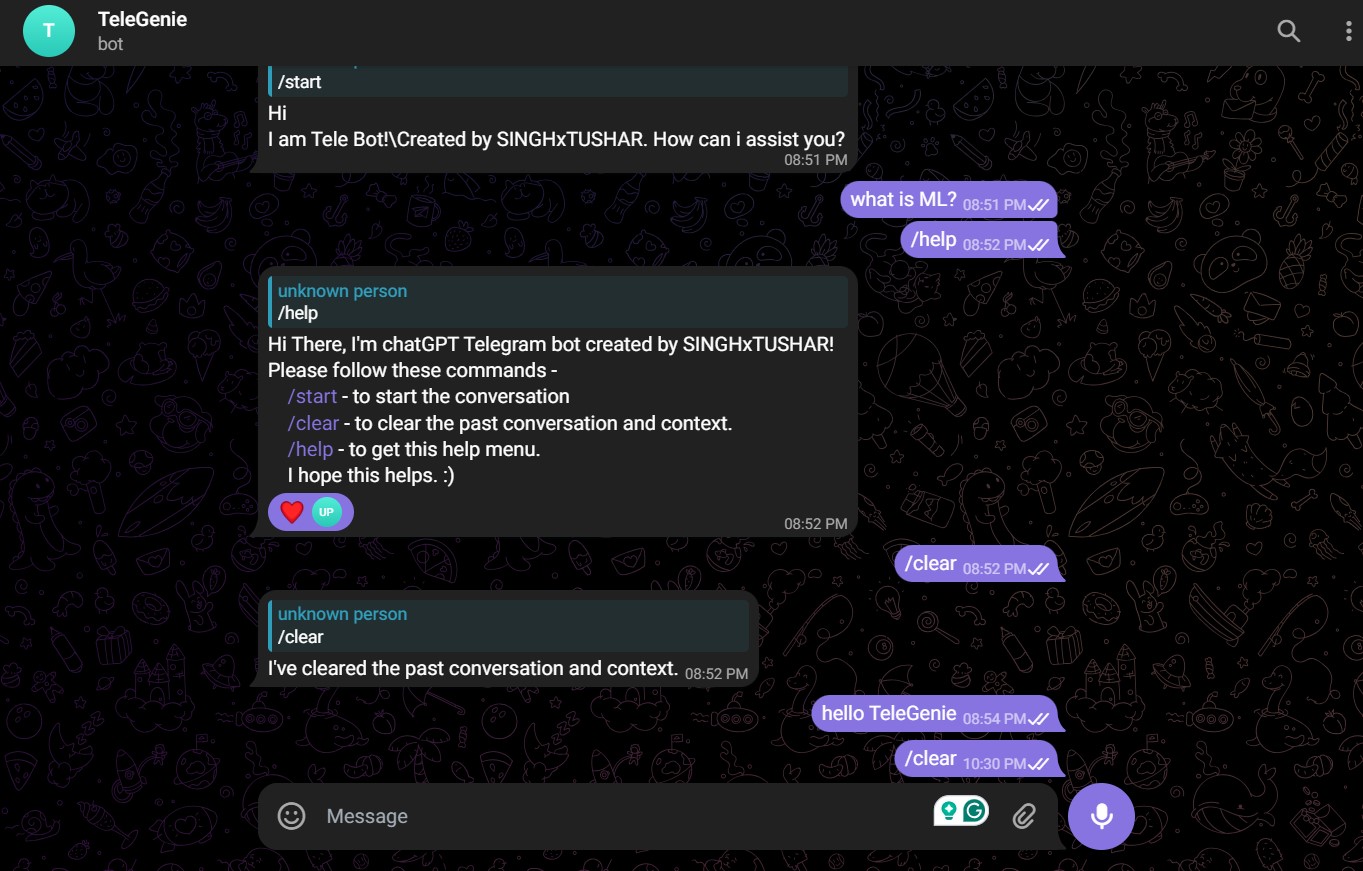 T
TeleGenie
bot
/start
Hi
I am Tele Bot!\Created by SINGHxTUSHAR. How can i assist you?
08:51 PM
what is ML? 08:51 PM
/help 08:52 PM
unknown person
/help
Hi There, I'm chatGPT Telegram bot created by SINGHxTUSHAR!
Please follow these commands -
/start - to start the conversation
/clear - to clear the past conversation and context.
/help - to get this help menu.
I hope this helps. :)
UP
08:52 PM
/clear 08:52 PM
unknown person
/clear
I've cleared the past conversation and context. 08:52 PM
hello TeleGenie 08:54 PM
/clear 10:30 PM
Message